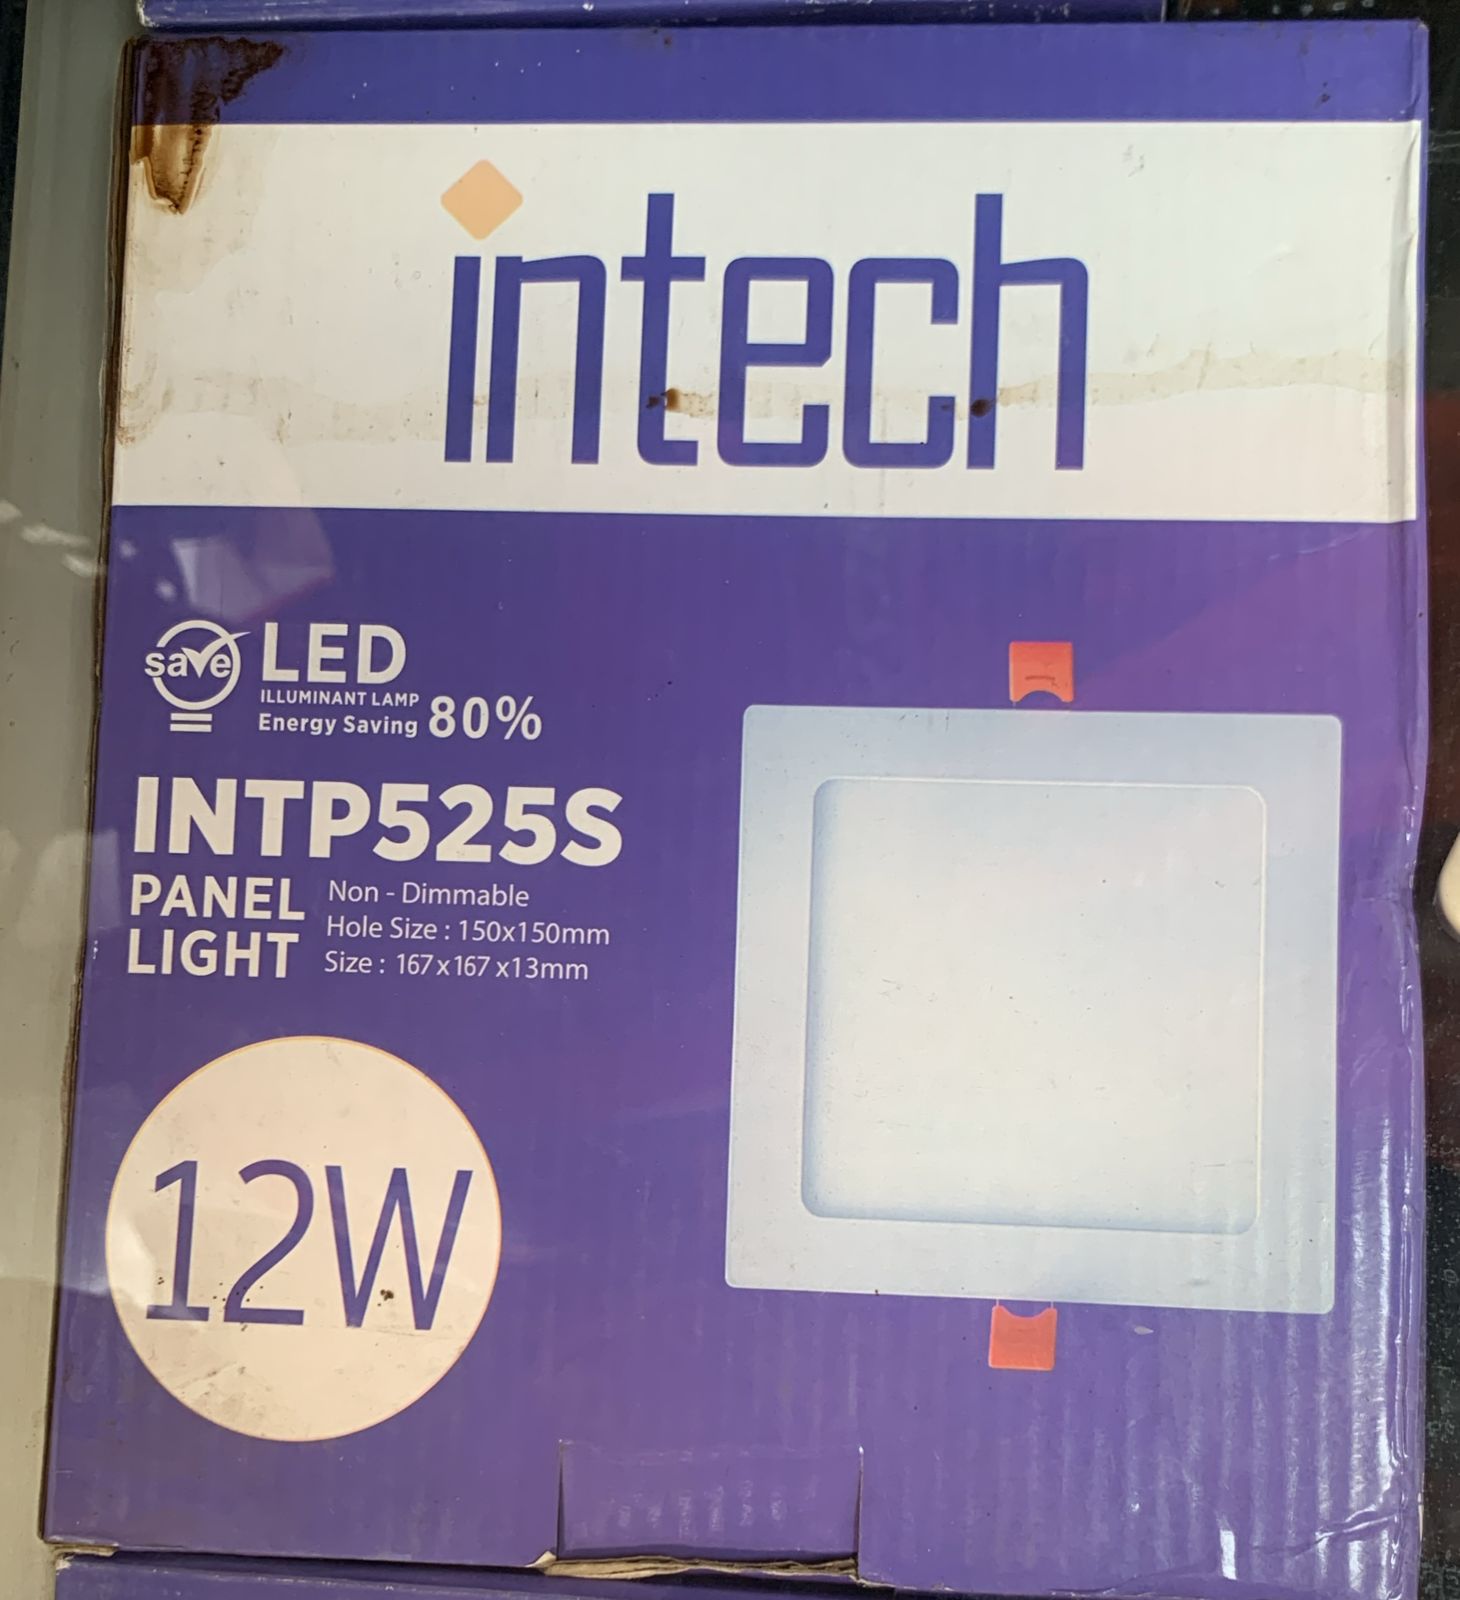 intech
save
LED
ILLUMINANT LAMP
Energy Saving 80%
INTP525S
PANEL
LIGHT
Non - Dimmable
Hole Size : 150x150mm
Size : 167x167x13mm
12W